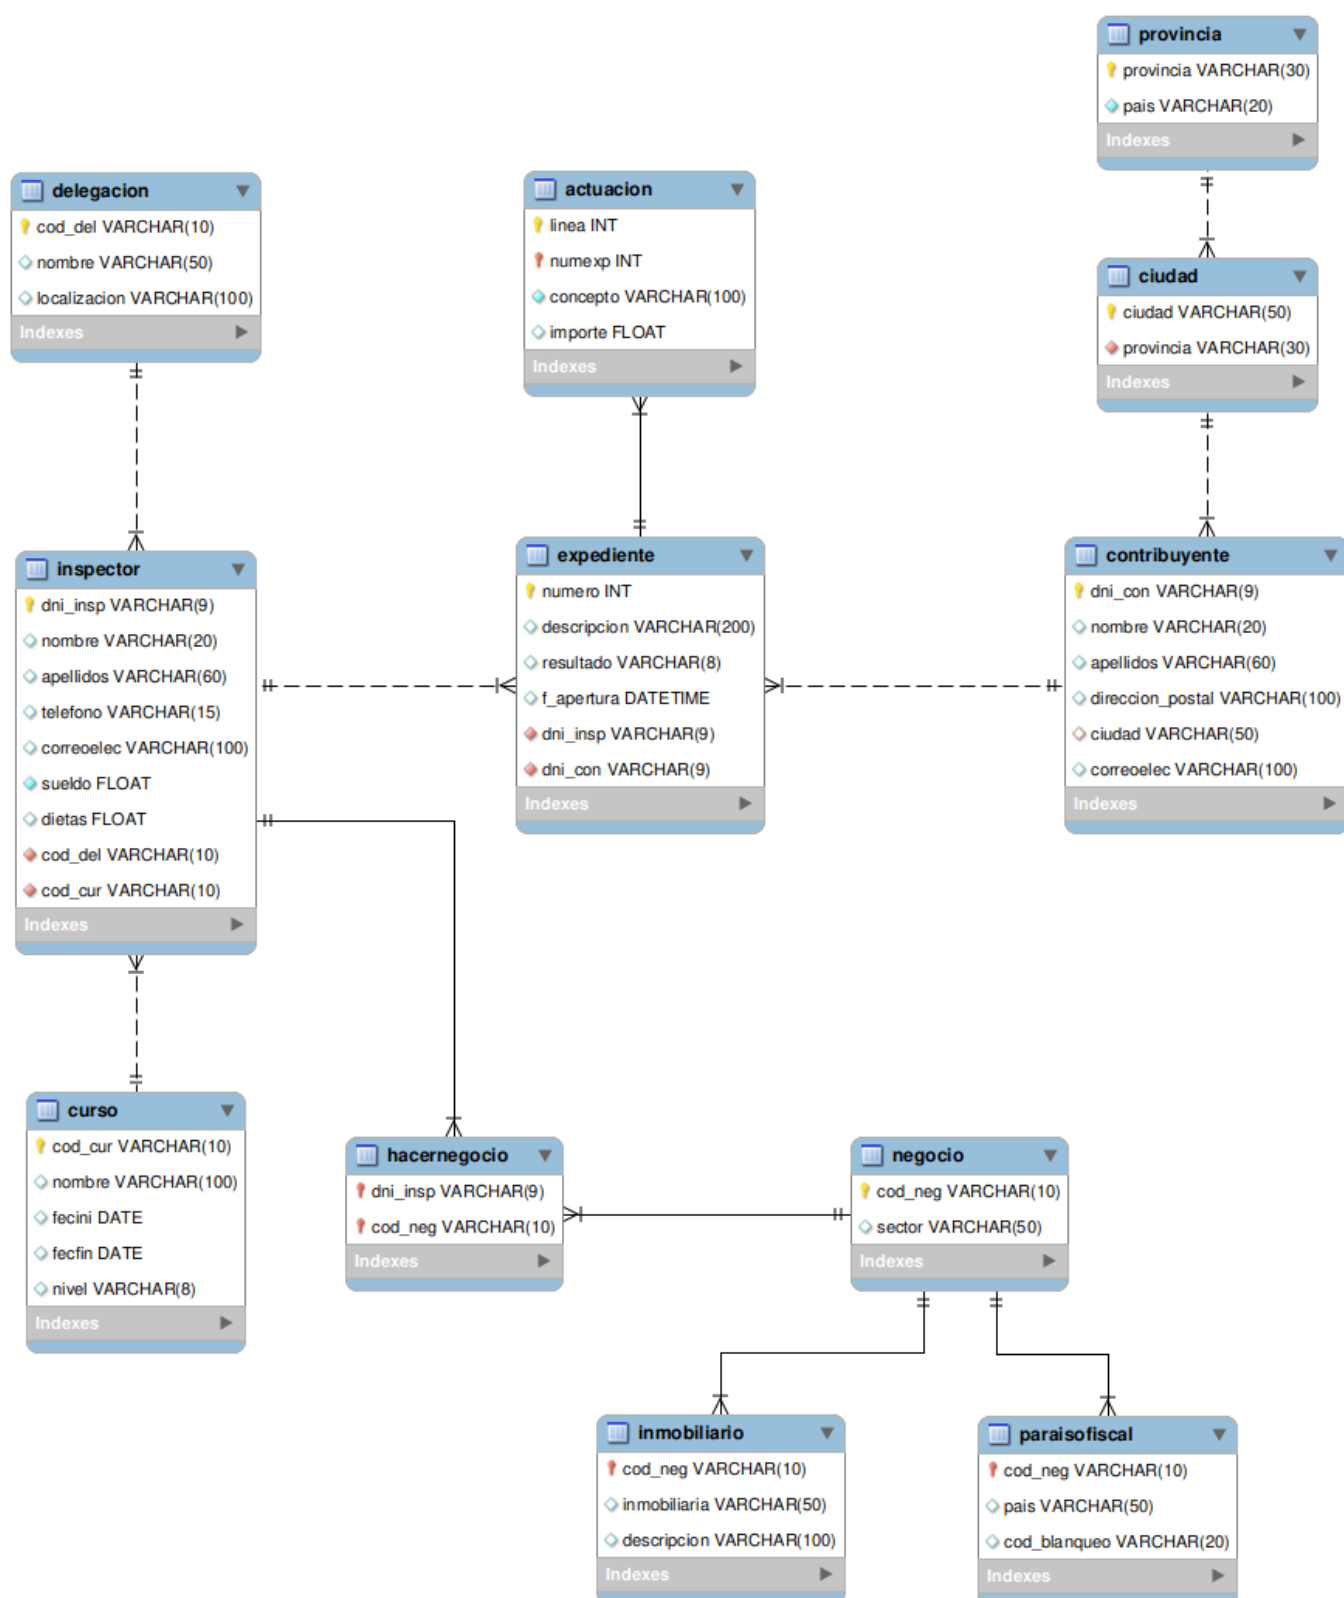 provincia
provincia VARCHAR(30)
pais VARCHAR(20)
Indexes
delegacion
cod_del VARCHAR(10)
nombre VARCHAR(50)
localizacion VARCHAR(100)
Indexes
actuacion
linea INT
numexp INT
concepto VARCHAR(100)
importe FLOAT
Indexes
ciudad
ciudad VARCHAR(50)
provincia VARCHAR(30)
Indexes
inspector
dni_insp VARCHAR(9)
nombre VARCHAR(20)
apellidos VARCHAR(60)
telefono VARCHAR(15)
correoelec VARCHAR(100)
sueldo FLOAT
dietas FLOAT
cod_del VARCHAR(10)
cod_cur VARCHAR(10)
Indexes
expediente
numero INT
descripcion VARCHAR(200)
resultado VARCHAR(8)
f_apertura DATETIME
dni_insp VARCHAR(9)
dni_con VARCHAR(9)
Indexes
contribuyente
dni_con VARCHAR(9)
nombre VARCHAR(20)
apellidos VARCHAR(60)
direccion_postal VARCHAR(100)
ciudad VARCHAR(50)
correoelec VARCHAR(100)
Indexes
curso
cod_cur VARCHAR(10)
nombre VARCHAR(100)
fecini DATE
fecfin DATE
nivel VARCHAR(8)
Indexes
hacernegocio
dni_insp VARCHAR(9)
cod_neg VARCHAR(10)
Indexes
negocio
cod_neg VARCHAR(10)
sector VARCHAR(50)
Indexes
inmobiliario
cod_neg VARCHAR(10)
inmobiliaria VARCHAR(50)
descripcion VARCHAR(100)
Indexes
paraisofiscal
cod_neg VARCHAR(10)
pais VARCHAR(50)
cod_blanqueo VARCHAR(20)
Indexes